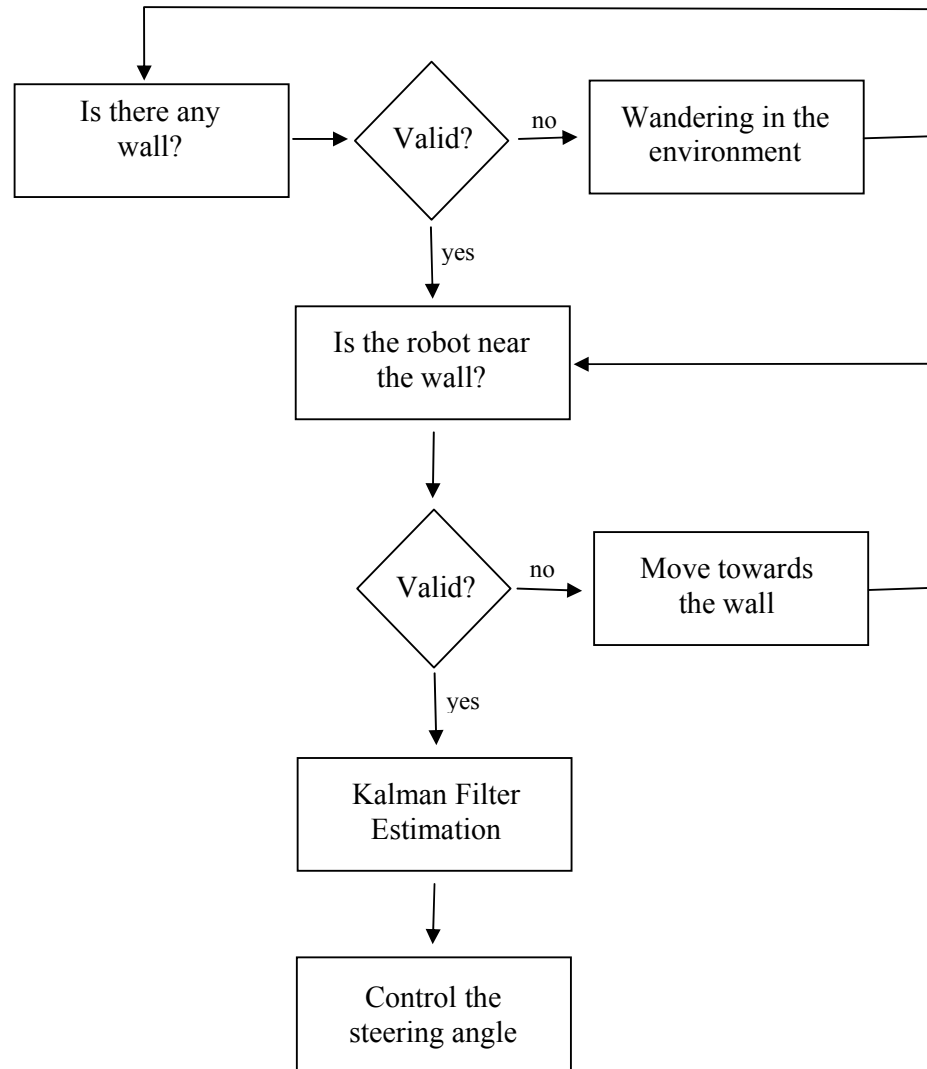 Is there any
wall?
Valid?
no
Wandering in the
environment
yes
Is the robot near
the wall?
Valid?
no
Move towards
the wall
yes
Kalman Filter
Estimation
Control the
steering angle